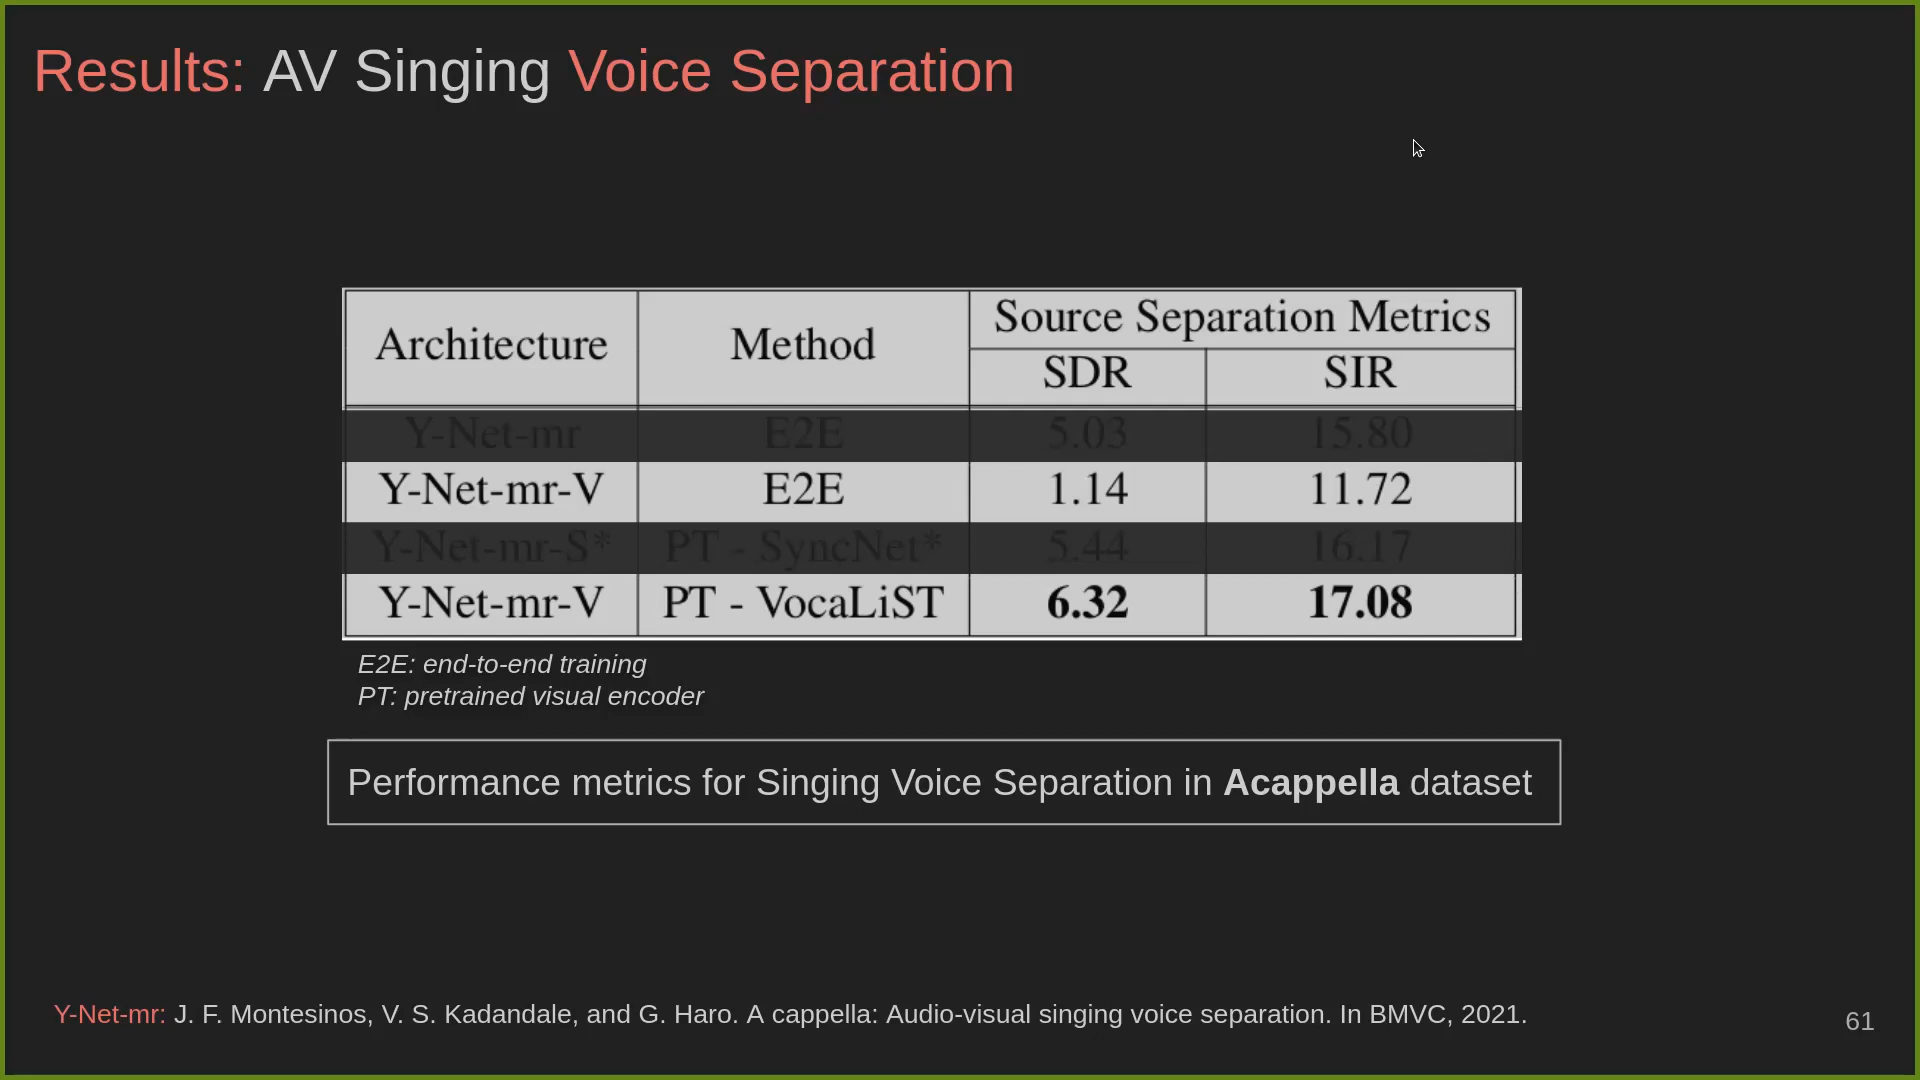 Results: AV Singing Voice Separation
Architecture Method Source Separation Metrics
SDR SIR
Y-Net-mr E2E 5.03 15.80
Y-Net-mr-V E2E 1.14 11.72
Y-Net-mr-S* PT - SyncNet* 5.44 16.17
Y-Net-mr-V PT - VocaLiST 6.32 17.08
E2E: end-to-end training
PT: pretrained visual encoder
Performance metrics for Singing Voice Separation in Acappella dataset
Y-Net-mr: J. F. Montesinos, V. S. Kadandale, and G. Haro. A cappella: Audio-visual singing voice separation. In BMVC, 2021.
61